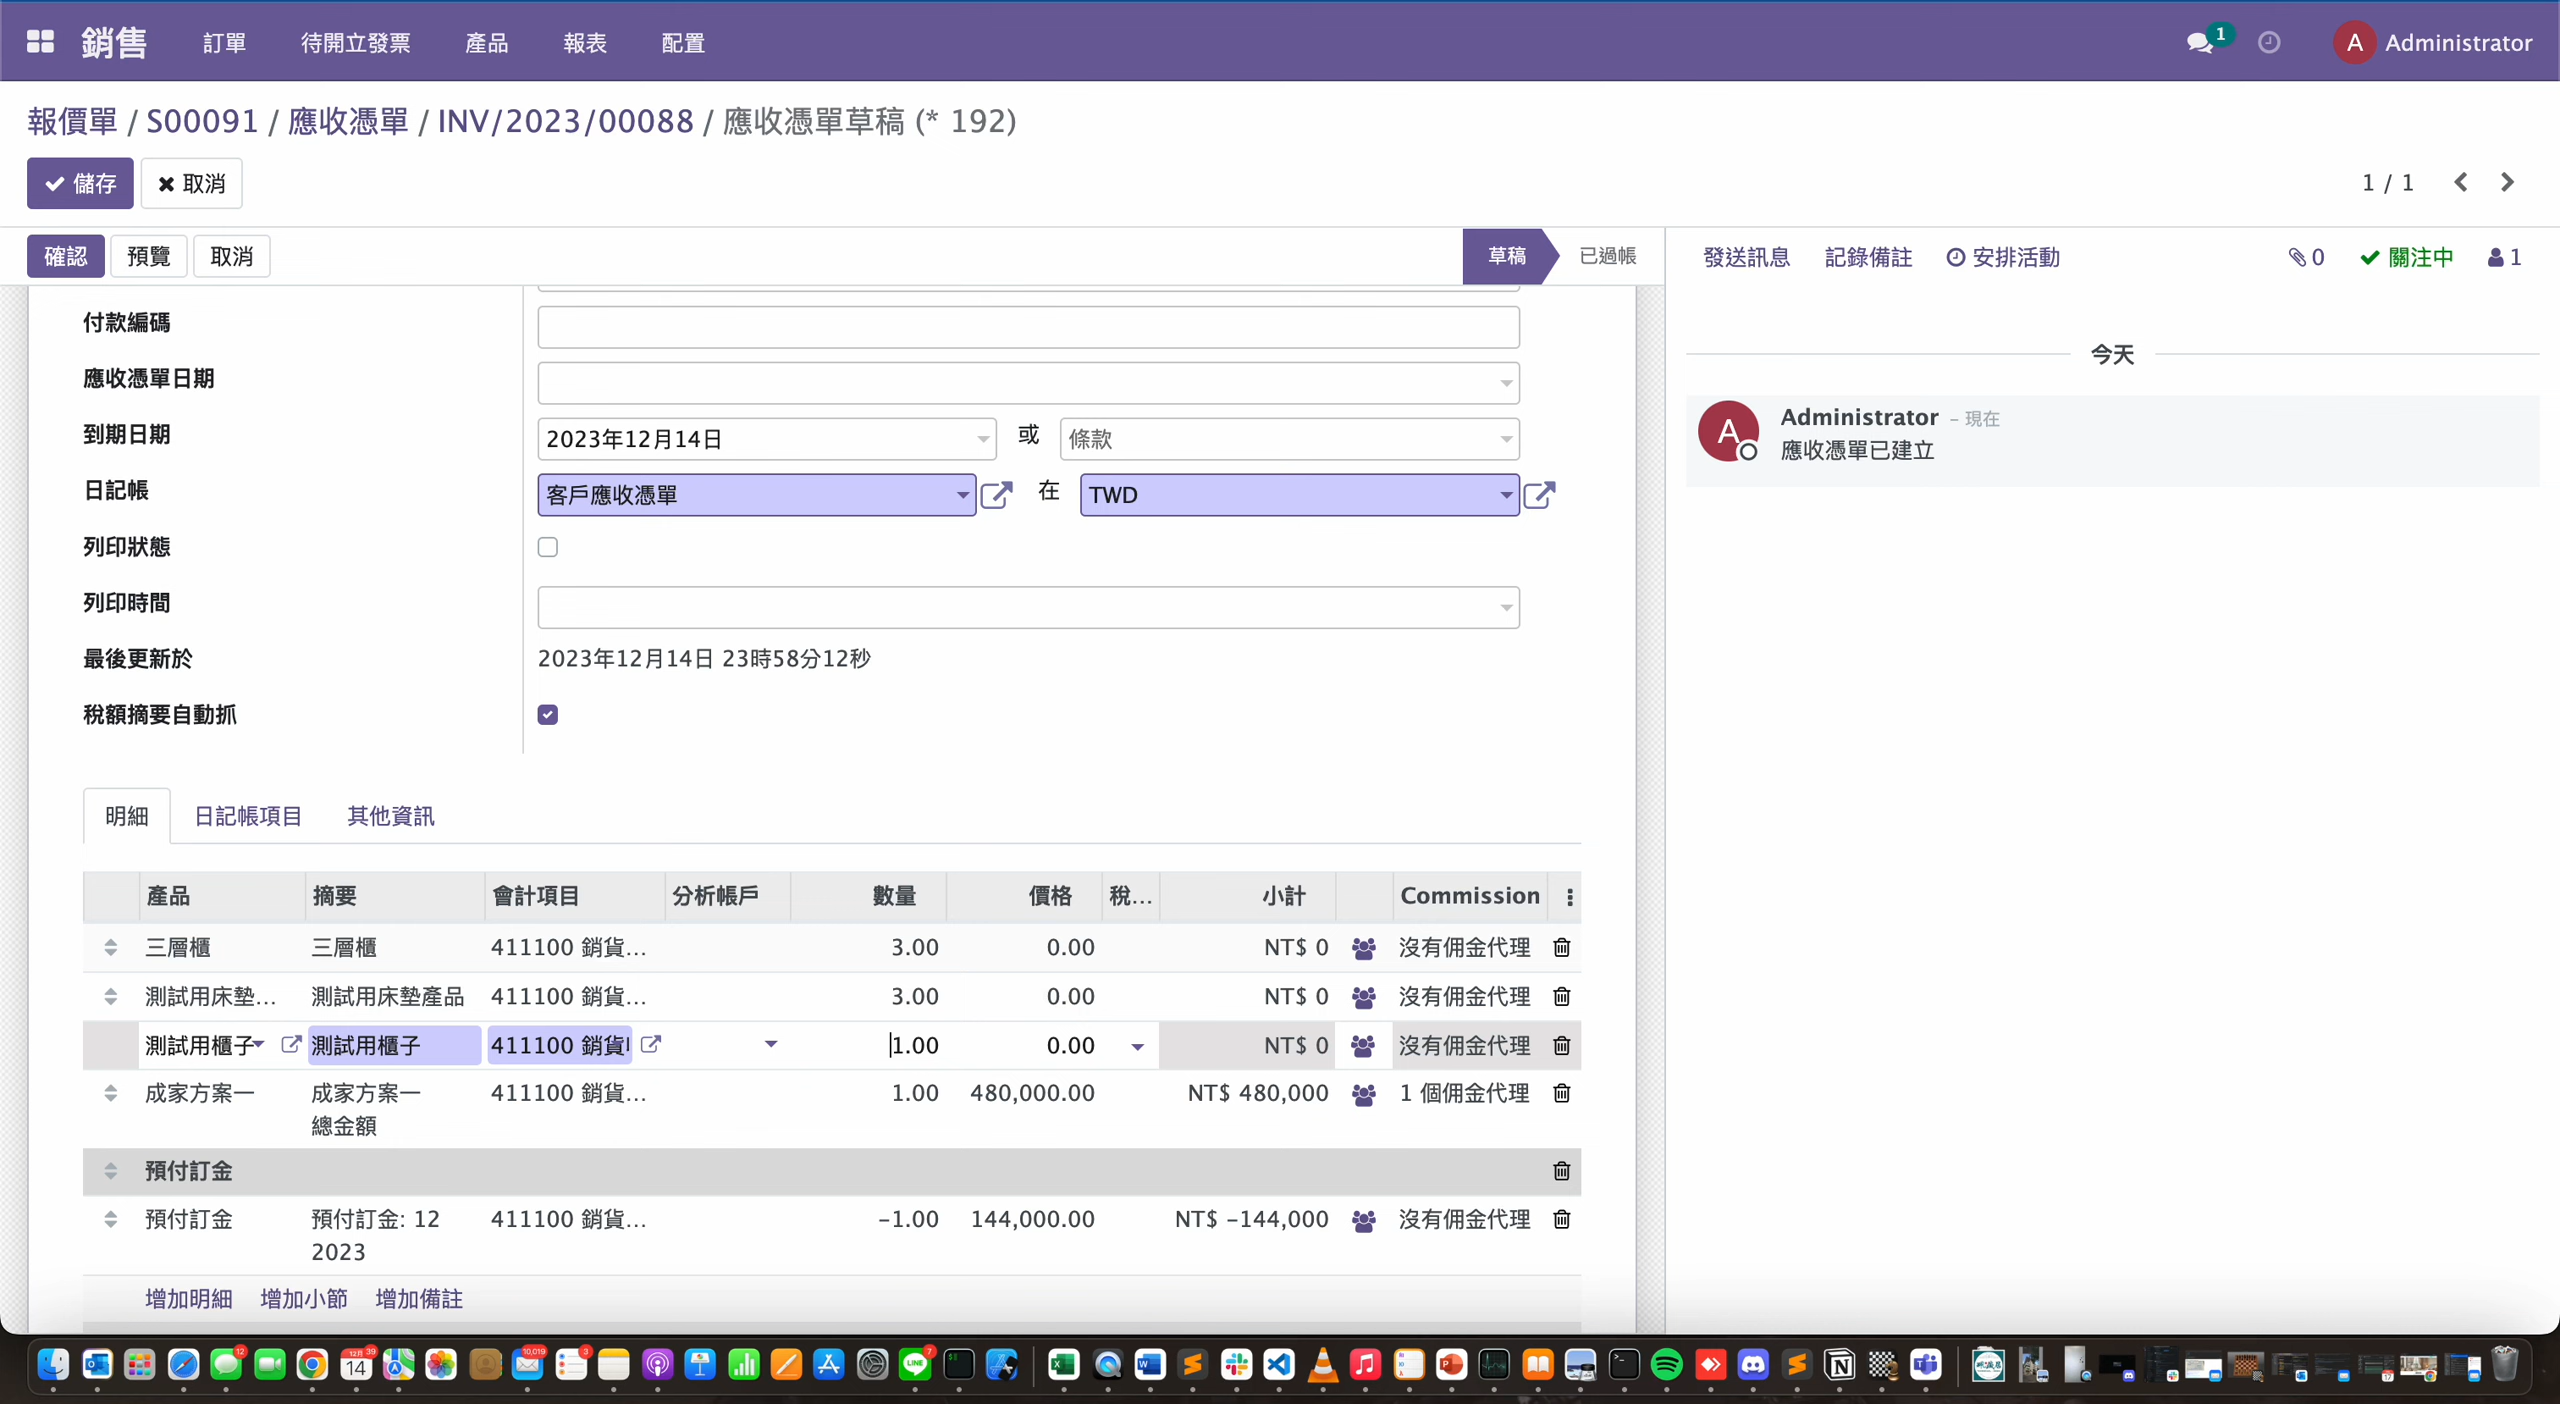 銷售 訂單 待開立發票 產品 報表 配置 1 A Administrator
報價單 / S00091 / 應收憑單 / INV/2023/00088 / 應收憑單草稿 (* 192)
儲存 取消 1 / 1
確認 預覽 取消 草稿 已過帳 發送訊息 記錄備註 安排活動 0 關注中 1
付款編碼
應收憑單日期
到期日期 2023年12月14日 或 條款
日記帳 客戶應收憑單 在 TWD
列印狀態
列印時間
最後更新於 2023年12月14日 23時58分12秒
稅額摘要自動抓
今天
A Administrator - 現在
應收憑單已建立
明細 日記帳項目 其他資訊
產品 摘要 會計項目 分析帳戶 數量 價格 稅... 小計 Commission
三層櫃 三層櫃 411100 銷貨... 3.00 0.00 NT$ 0 沒有佣金代理
測試用床墊... 測試用床墊產品 411100 銷貨... 3.00 0.00 NT$ 0 沒有佣金代理
測試用櫃子 測試用櫃子 411100 銷貨 1.00 0.00 NT$ 0 沒有佣金代理
成家方案一 成家方案一 411100 銷貨... 1.00 480,000.00 NT$ 480,000 1 個佣金代理
總金額
預付訂金
預付訂金 預付訂金: 12 411100 銷貨... -1.00 144,000.00 NT$ -144,000 沒有佣金代理
2023
增加明細 增加小節 增加備註
12 12月 39 14 10,019 3 LINE 7